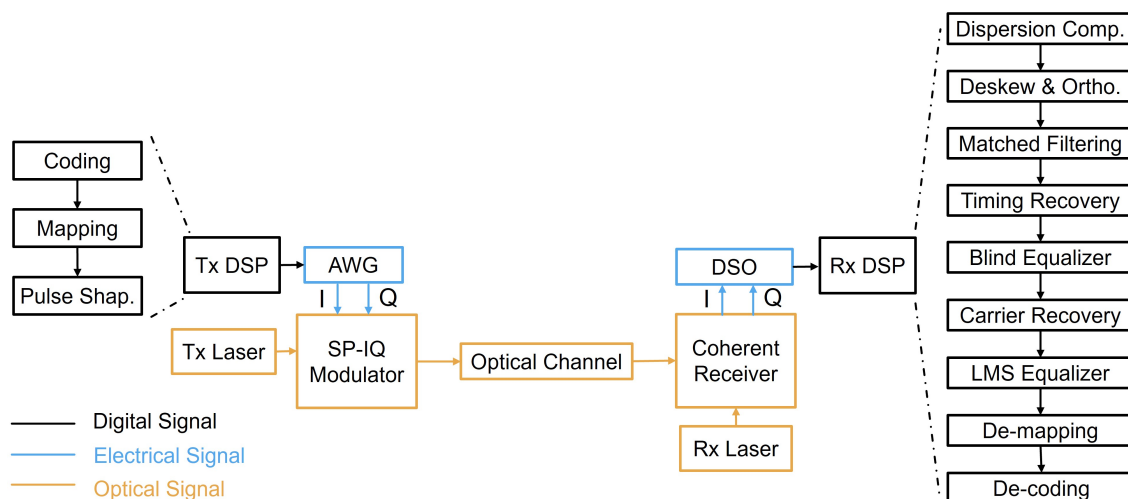 Coding
Mapping
Pulse Shap.
Tx DSP
AWG
I
Q
Tx Laser
SP-IQ
Modulator
Optical Channel
DSO
I
Q
Coherent
Receiver
Rx Laser
Rx DSP
Dispersion Comp.
Deskew & Ortho.
Matched Filtering
Timing Recovery
Blind Equalizer
Carrier Recovery
LMS Equalizer
De-mapping
De-coding
Digital Signal
Electrical Signal
Optical Signal